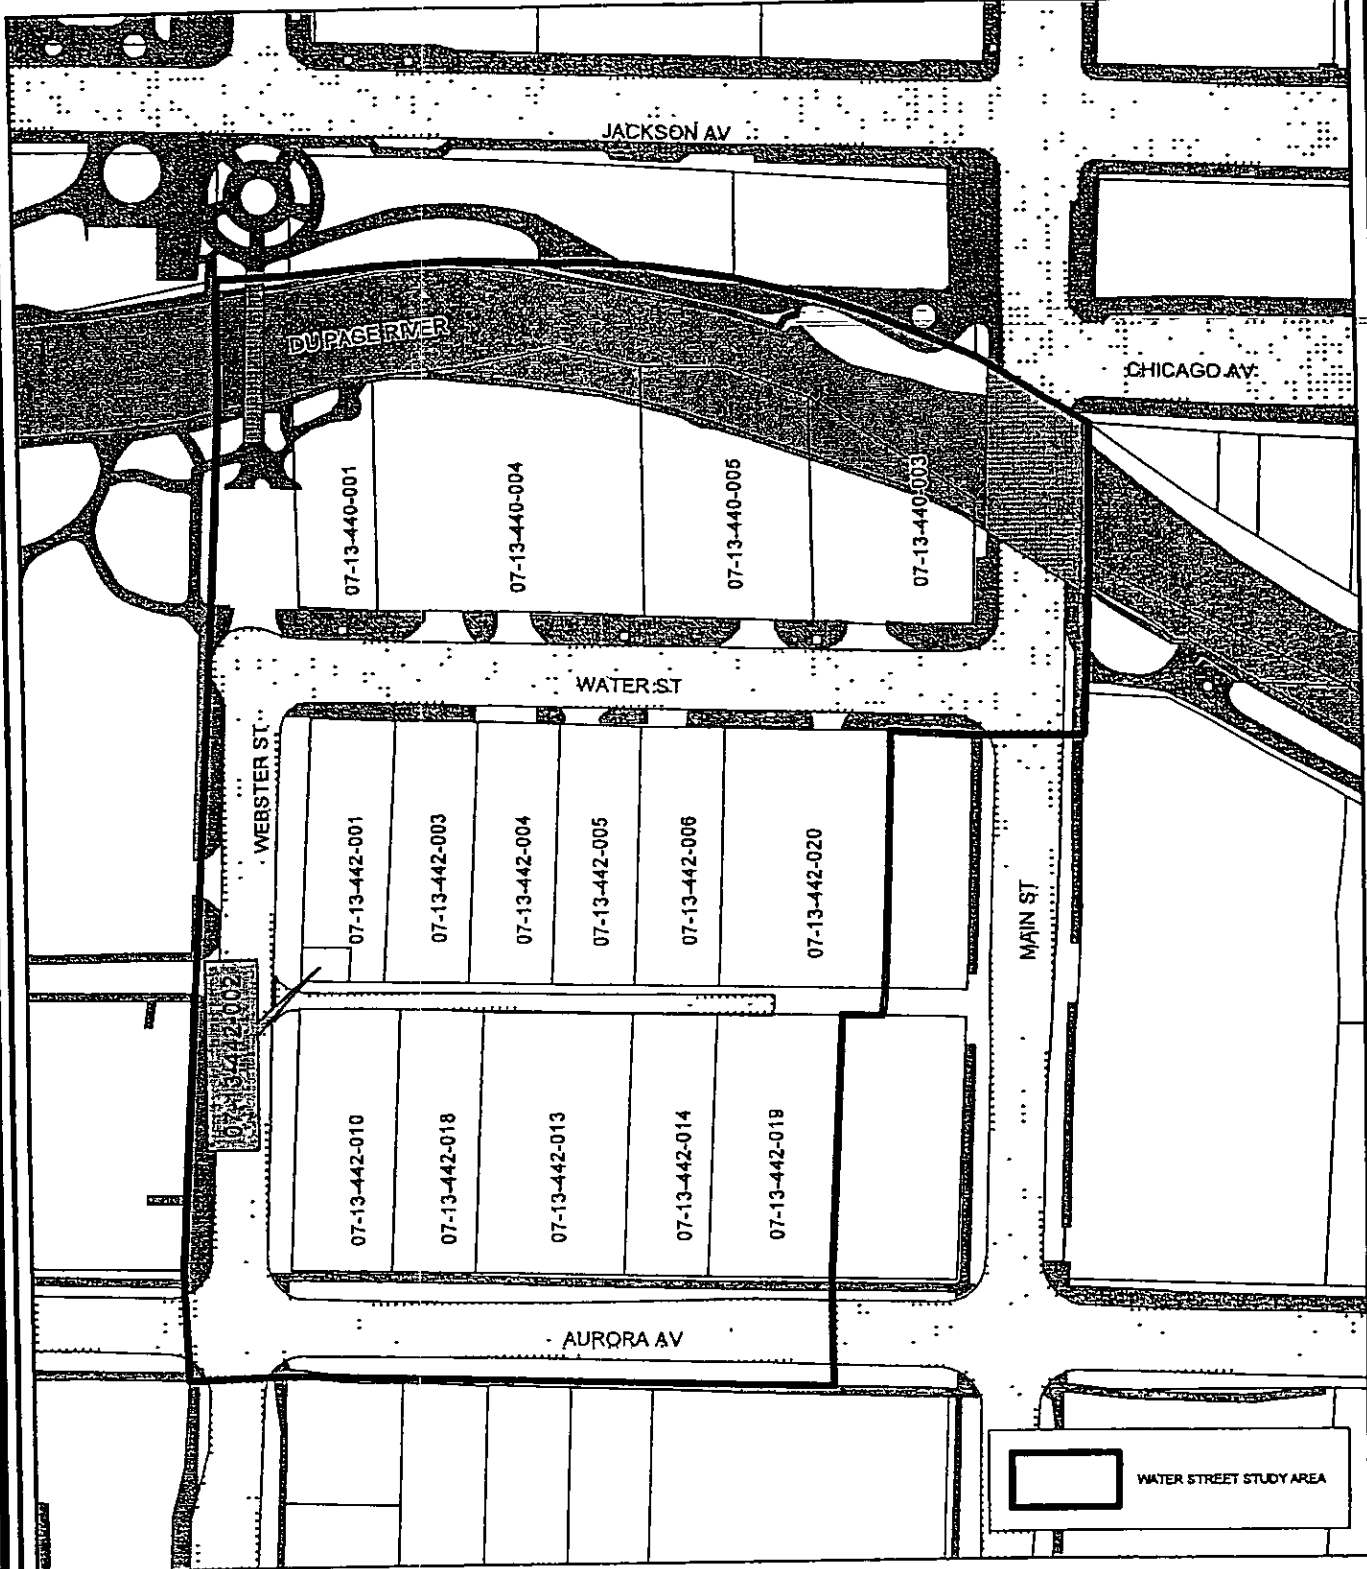 JACKSON AV
DU PAGE RIVER
CHICAGO AV
07-13-440-001
07-13-440-004
07-13-440-005
07-13-440-003
WATER ST
WEBSTER ST
07-13-442-001
07-13-442-003
07-13-442-004
07-13-442-005
07-13-442-006
07-13-442-020
MAIN ST
07-13-442-002
07-13-442-010
07-13-442-018
07-13-442-013
07-13-442-014
07-13-442-019
AURORA AV
WATER STREET STUDY AREA